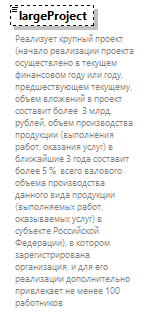 largeProject
Реализует крупный проект
(начало реализации проекта
осуществлено в текущем
финансовом году или году,
предшествующем текущему,
объем вложений в проект
составит более  3 млрд.
рублей, объем производства
продукции (выполнения
работ, оказания услуг) в
ближайшие 3 года составит
более 5 %  всего валового
объема производства
данного вида продукции
(выполняемых работ,
оказываемых услуг) в
субъекте Российской
Федерации), в котором
зарегистрирована
организация, и для его
реализации дополнительно
привлекает не менее 100
работников